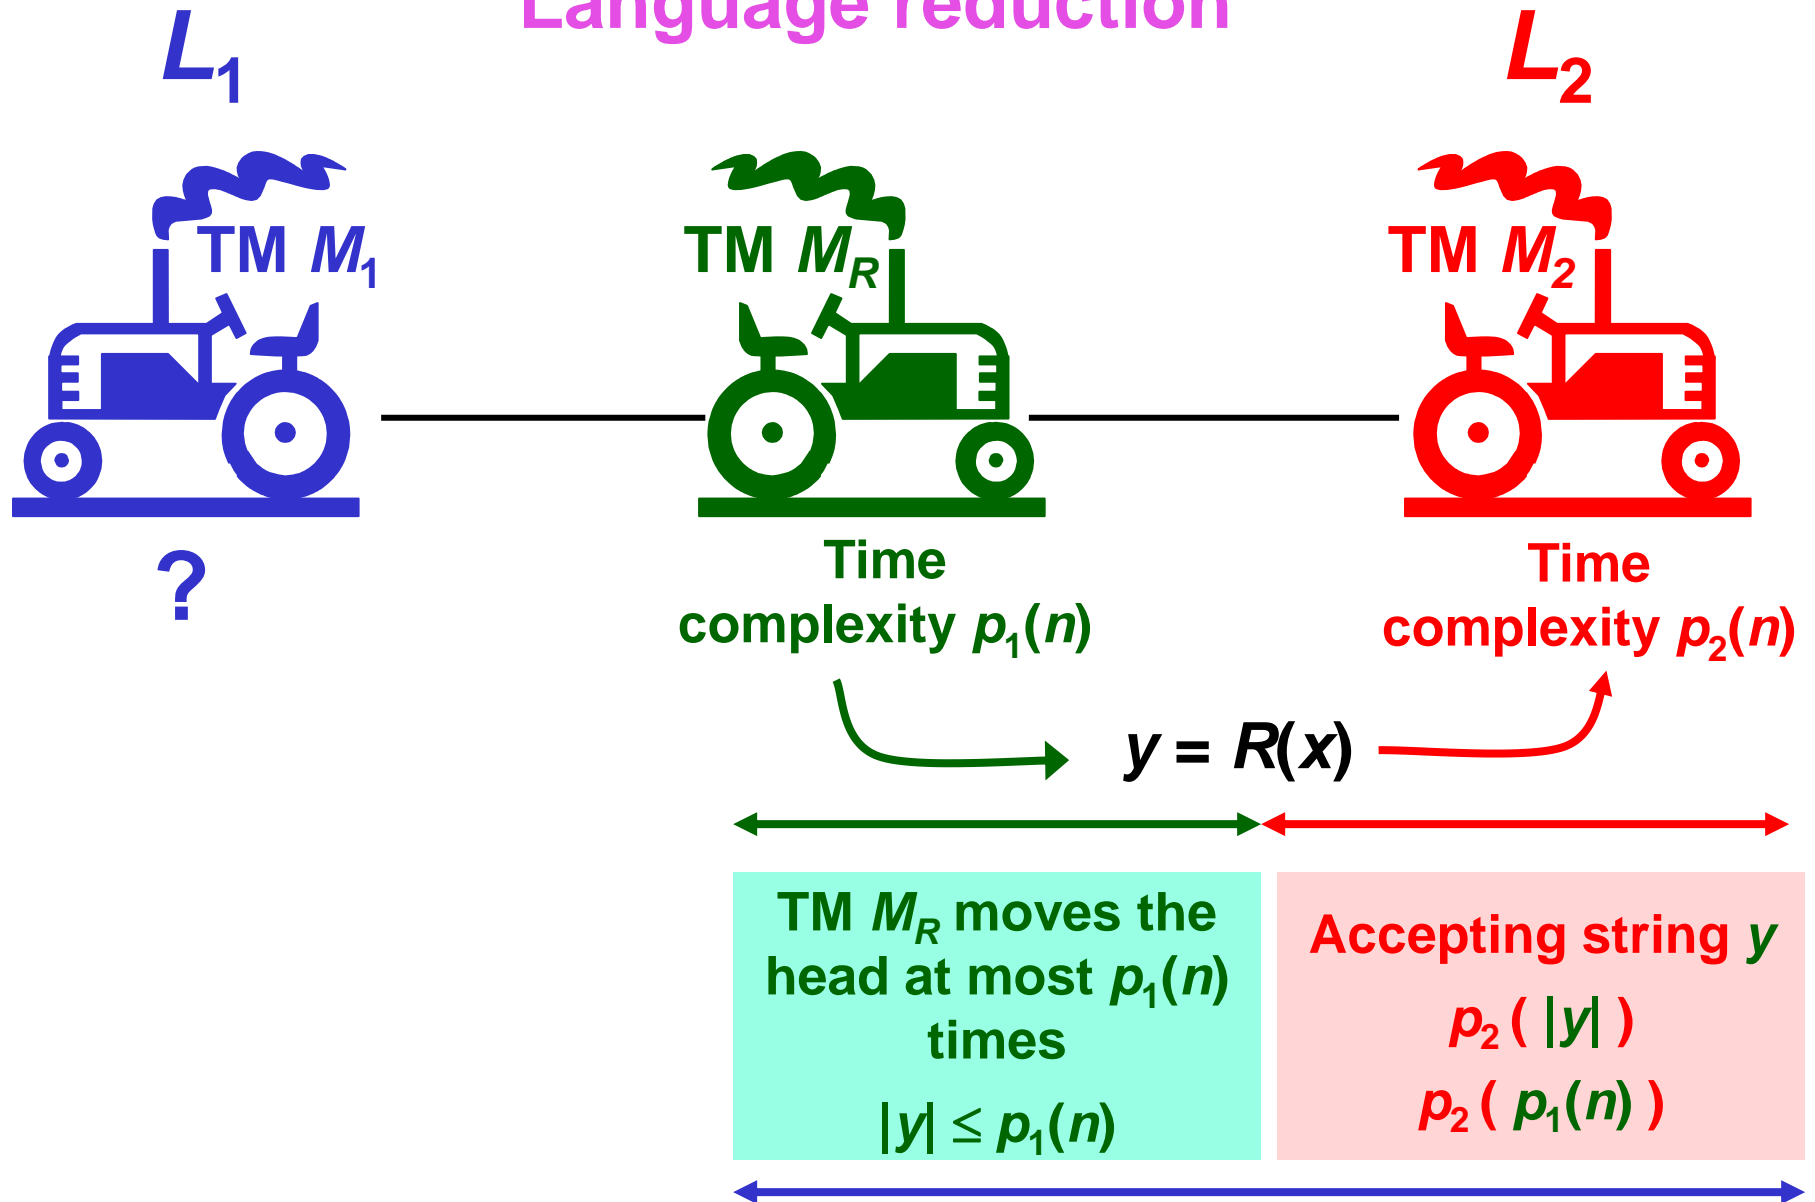 Language reduction
L1
L2
TM M1
TM MR
TM M2
?
Time
complexity p1(n)
Time
complexity p2(n)
y = R(x)
TM MR moves the
head at most p1(n)
times
|y| ≤ p1(n)
Accepting string y
p2 ( |y| )
p2 ( p1(n) )